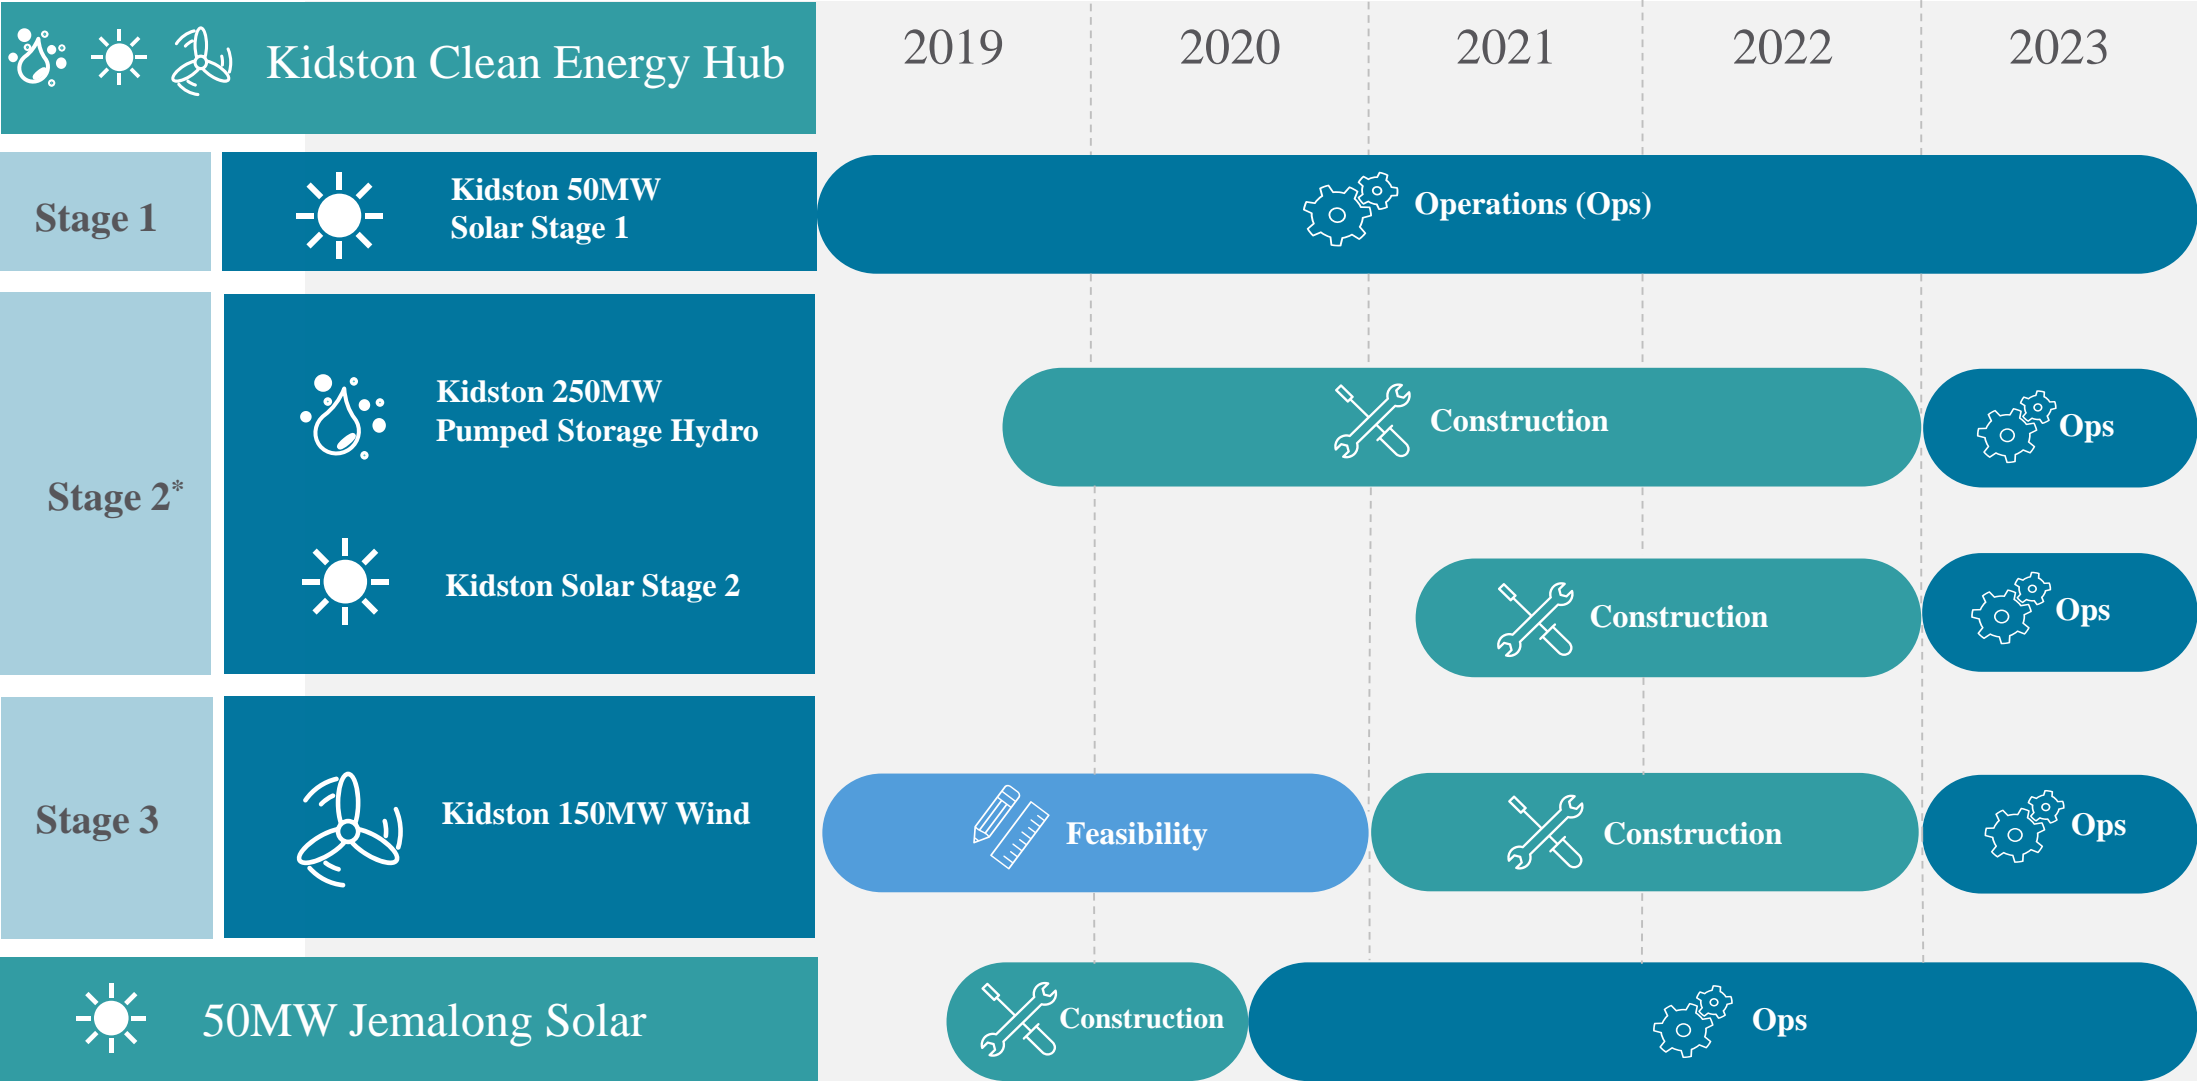 Kidston Clean Energy Hub
2019
2020
2021
2022
2023
Stage 1
Kidston 50MW
Solar Stage 1
Operations (Ops)
Stage 2*
Kidston 250MW
Pumped Storage Hydro
Construction
Ops
Kidston Solar Stage 2
Construction
Ops
Stage 3
Kidston 150MW Wind
Feasibility
Construction
Ops
50MW Jemalong Solar
Construction
Ops